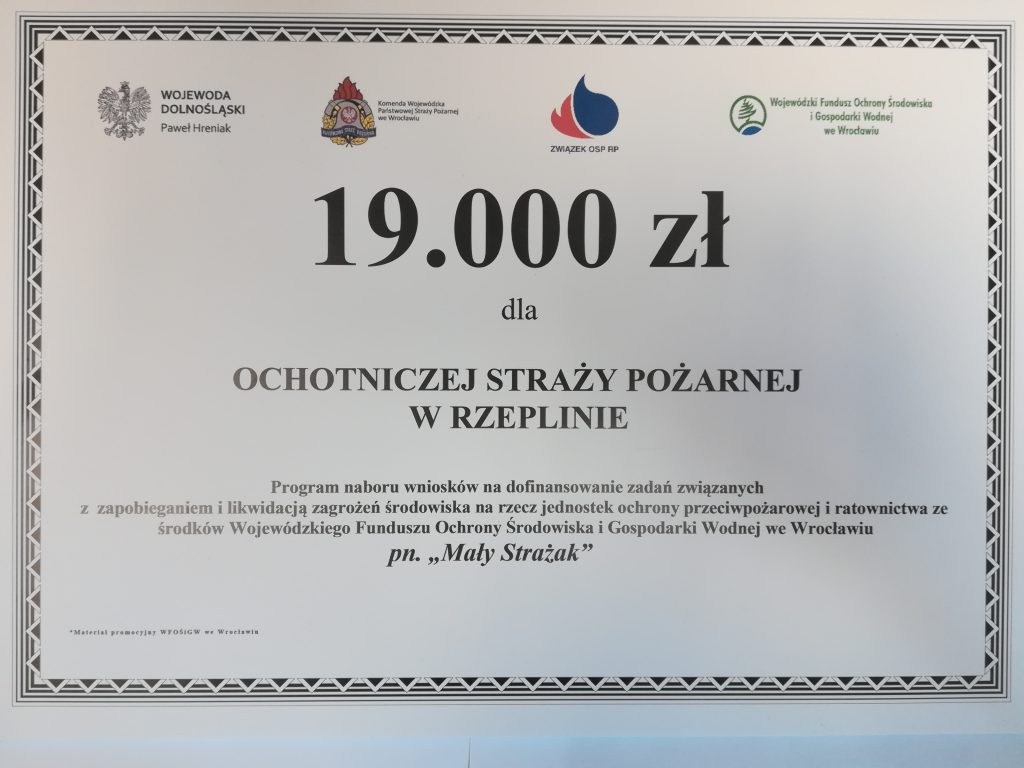 WOJEWODA
DOLNOŚLĄSKI
Paweł Hreniak
Komenda Wojewódzka
Państwowej Straży Pożarnej
we Wrocławiu
ZWIĄZEK OSP RP
Wojewódzki Fundusz Ochrony Środowiska
i Gospodarki Wodnej
we Wrocławiu
19.000 zł
dla
OCHOTNICZEJ STRAŻY POŻARNEJ
W RZEPLINIE
Program naboru wniosków na dofinansowanie zadań związanych
z zapobieganiem i likwidacją zagrożeń środowiska na rzecz jednostek ochrony przeciwpożarowej i ratownictwa ze
środków Wojewódzkiego Funduszu Ochrony Środowiska i Gospodarki Wodnej we Wrocławiu
pn. „Mały Strażak”
*Materiał promocyjny WFOŚiGW we Wrocławiu